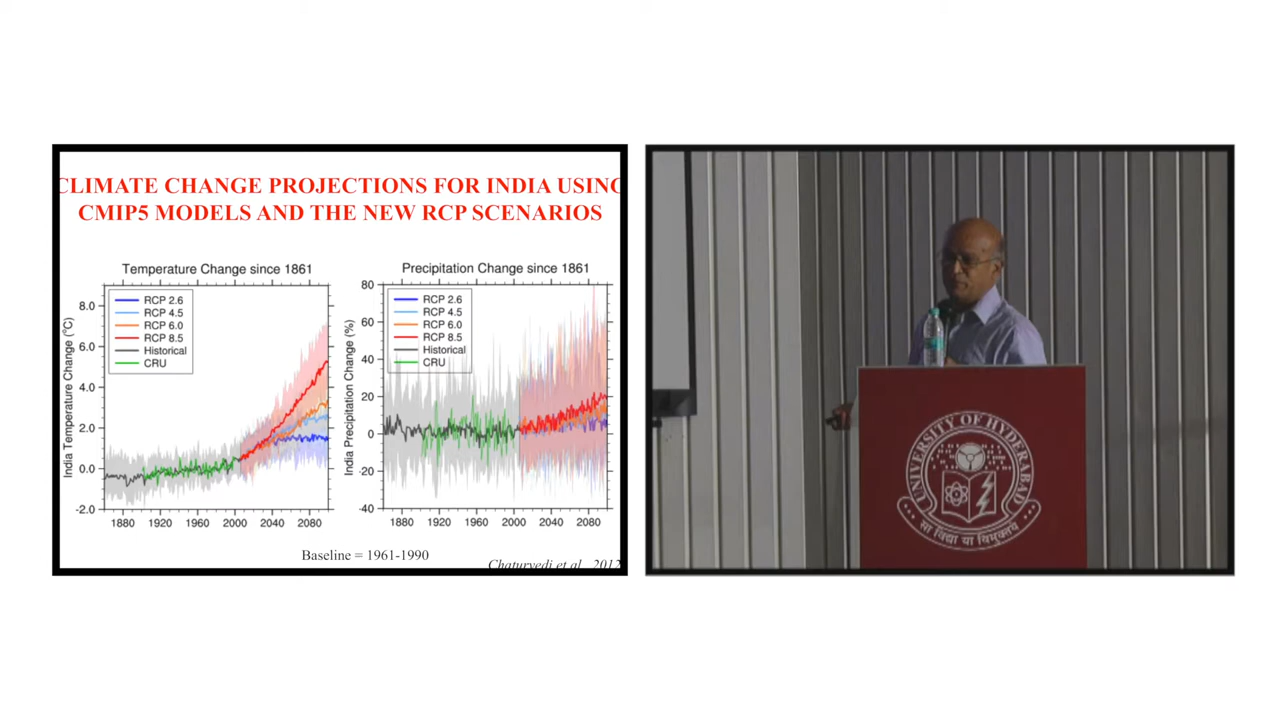 CLIMATE CHANGE PROJECTIONS FOR INDIA USING
CMIP5 MODELS AND THE NEW RCP SCENARIOS
Temperature Change since 1861
India Temperature Change (°C)
8.0
6.0
4.0
2.0
0.0
-2.0
RCP 2.6
RCP 4.5
RCP 6.0
RCP 8.5
Historical
CRU
1880 1920 1960 2000 2040 2080
Precipitation Change since 1861
India Precipitation Change (%)
80
60
40
20
0
-20
-40
RCP 2.6
RCP 4.5
RCP 6.0
RCP 8.5
Historical
CRU
1880 1920 1960 2000 2040 2080
Baseline = 1961-1990
Chaturvedi et al., 2012
UNIVERSITY OF HYDERABAD
सा विद्या या विमुक्तये